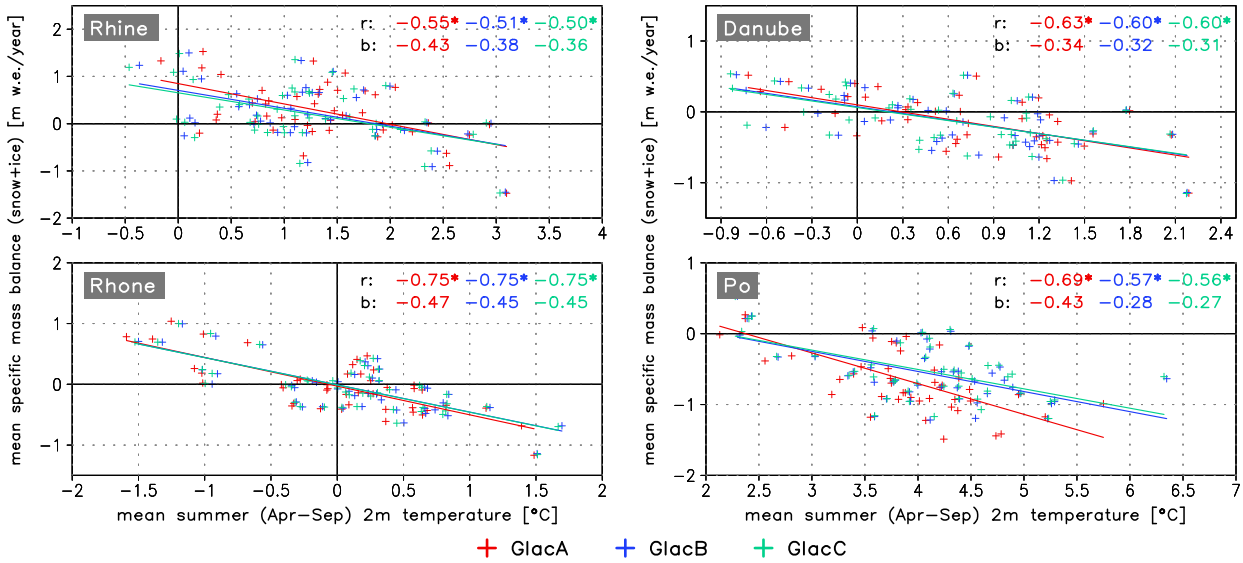 mean specific mass balance (snow+ice) [m w.e./year]
Rhine
r: −0.55* −0.51* −0.50*
b: −0.43 −0.38 −0.36
2
1
0
−1
−2
−1 −0.5 0 0.5 1 1.5 2 2.5 3 3.5 4
mean specific mass balance (snow+ice) [m w.e./year]
Danube
r: −0.63* −0.60* −0.60*
b: −0.34 −0.32 −0.31
1
0
−1
−0.9 −0.6 −0.3 0 0.3 0.6 0.9 1.2 1.5 1.8 2.1 2.4
Rhone
r: −0.75* −0.75* −0.75*
b: −0.47 −0.45 −0.45
2
1
0
−1
−2 −1.5 −1 −0.5 0 0.5 1 1.5 2
mean summer (Apr−Sep) 2m temperature [°C]
Po
r: −0.69* −0.57* −0.56*
b: −0.43 −0.28 −0.27
1
0
−1
−2
2 2.5 3 3.5 4 4.5 5 5.5 6 6.5 7
mean summer (Apr−Sep) 2m temperature [°C]
GlacA GlacB GlacC